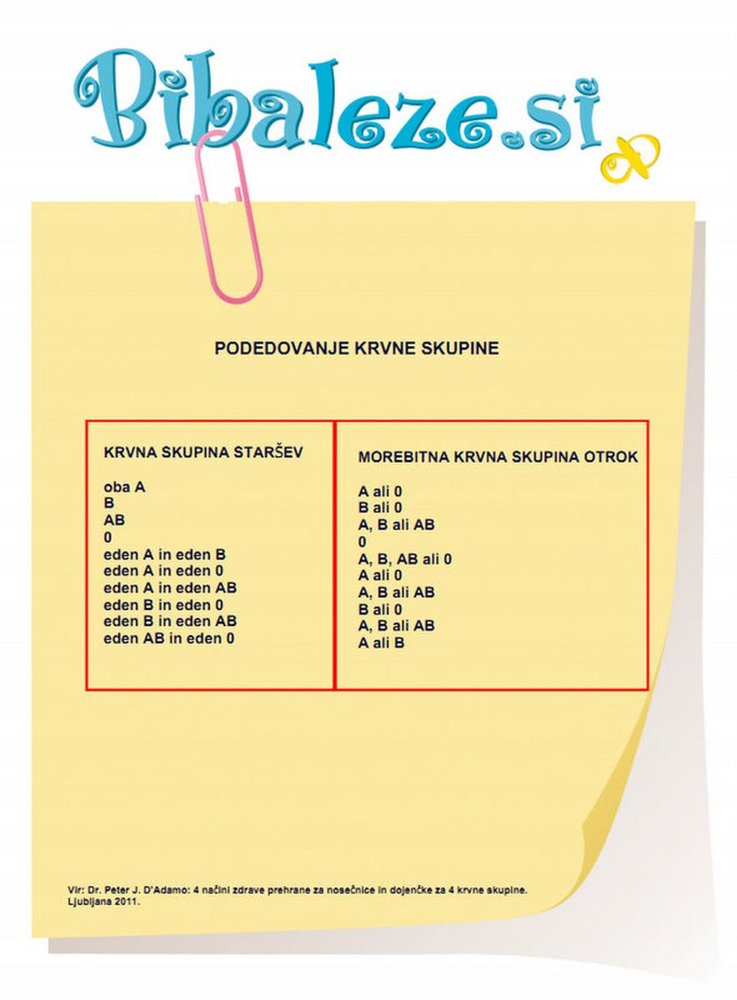 Bibaleze.si
PODEDOVANJE KRVNE SKUPINE
KRVNA SKUPINA STARŠEV
oba A
B
AB
0
eden A in eden B
eden A in eden 0
eden A in eden AB
eden B in eden 0
eden B in eden AB
eden AB in eden 0
MOREBITNA KRVNA SKUPINA OTROK
A ali 0
B ali 0
A, B ali AB
0
A, B, AB ali 0
A ali 0
A, B ali AB
B ali 0
A, B ali AB
A ali B
Vir: Dr. Peter J. D'Adamo: 4 načini zdrave prehrane za nosečnice in dojenčke za 4 krvne skupine.
Ljubljana 2011.